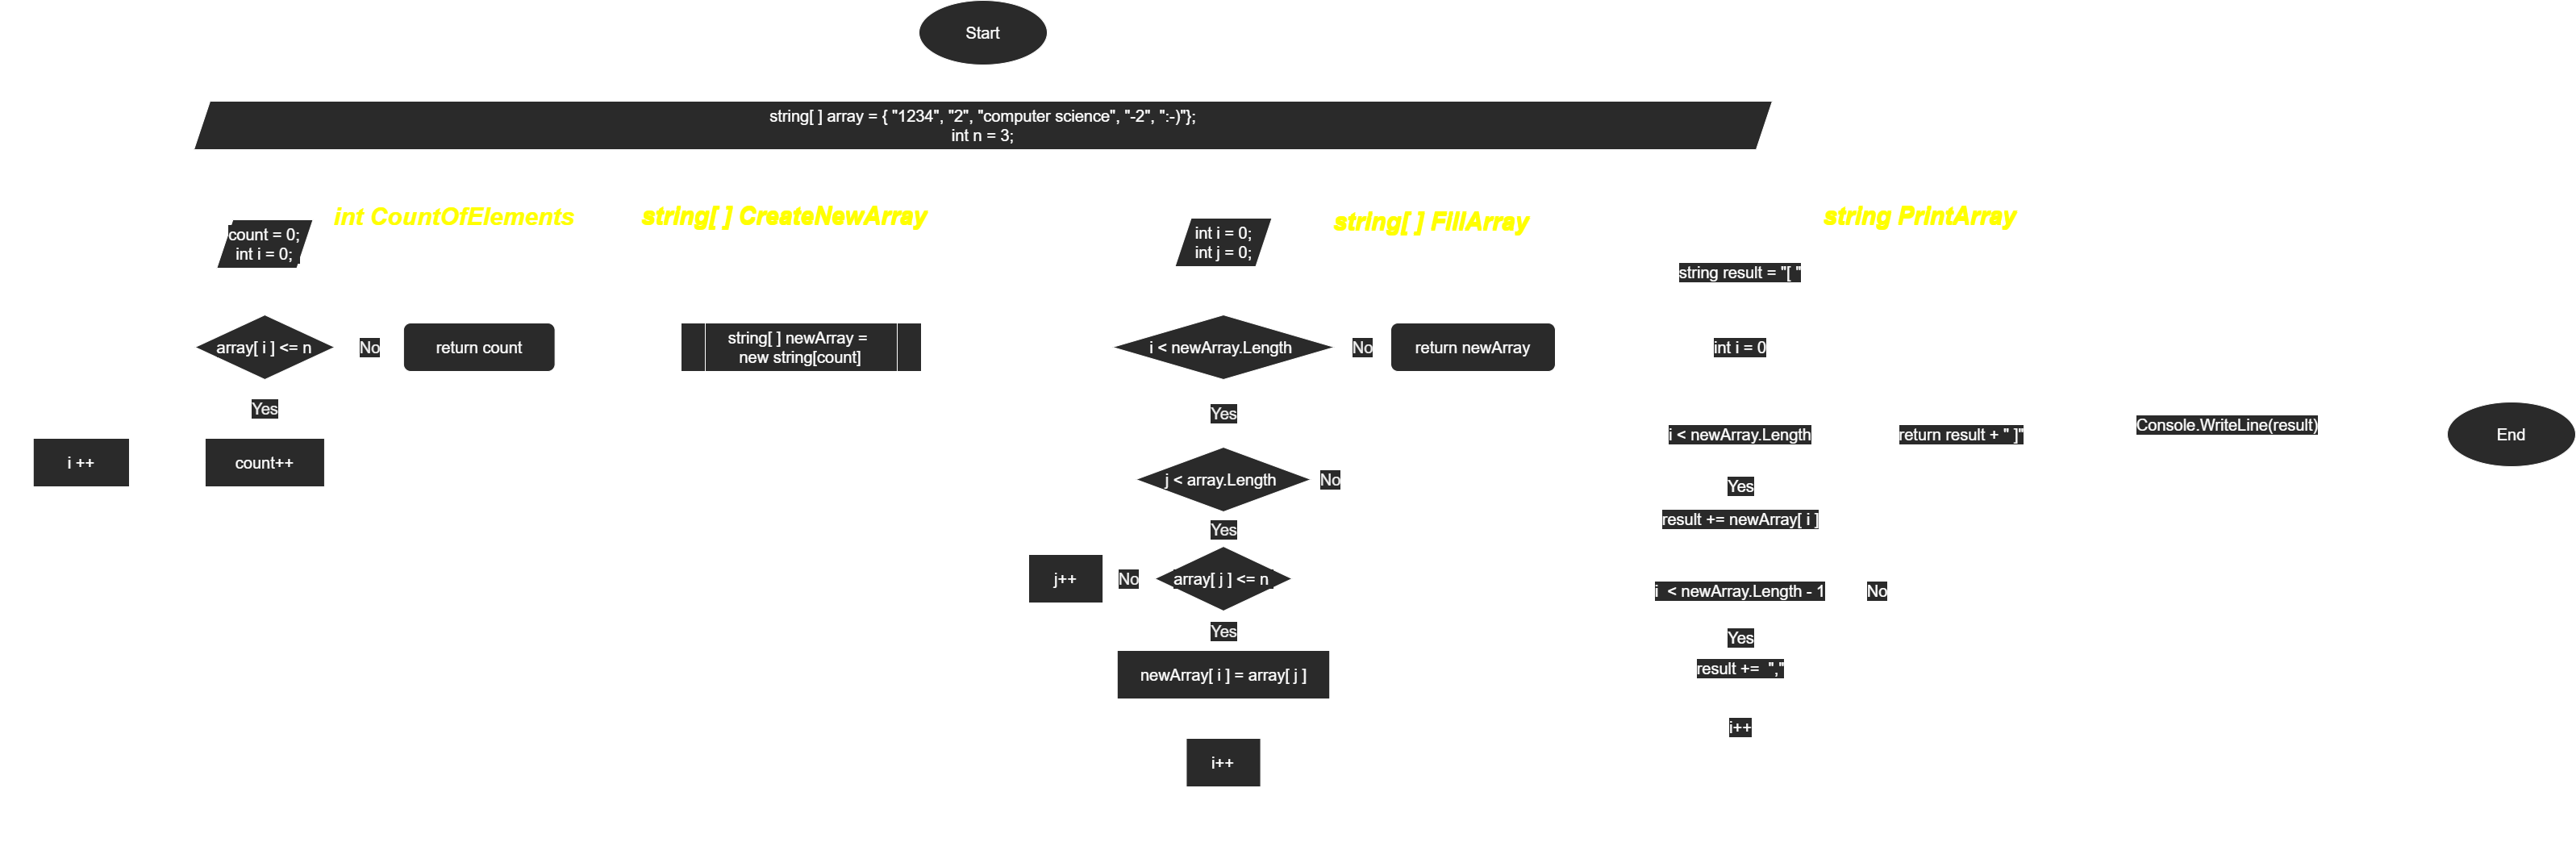 Start
string[ ] array = { "1234", "2", "computer science", "-2", ":-)"};
int n = 3;
int CountOfElements
count = 0;
int i = 0;
array[ i ] <= n
No
return count
Yes
i ++
count++
string[ ] CreateNewArray
string[ ] newArray =
new string[count]
string[ ] FillArray
int i = 0;
int j = 0;
i < newArray.Length
No
return newArray
Yes
j < array.Length
No
Yes
j++
No
array[ j ] <= n
Yes
newArray[ i ] = array[ j ]
i++
string PrintArray
string result = "[ "
int i = 0
i < newArray.Length
return result + " ]"
Yes
result += newArray[ i ]
i  < newArray.Length - 1
No
Yes
result +=  ","
i++
Console.WriteLine(result)
End